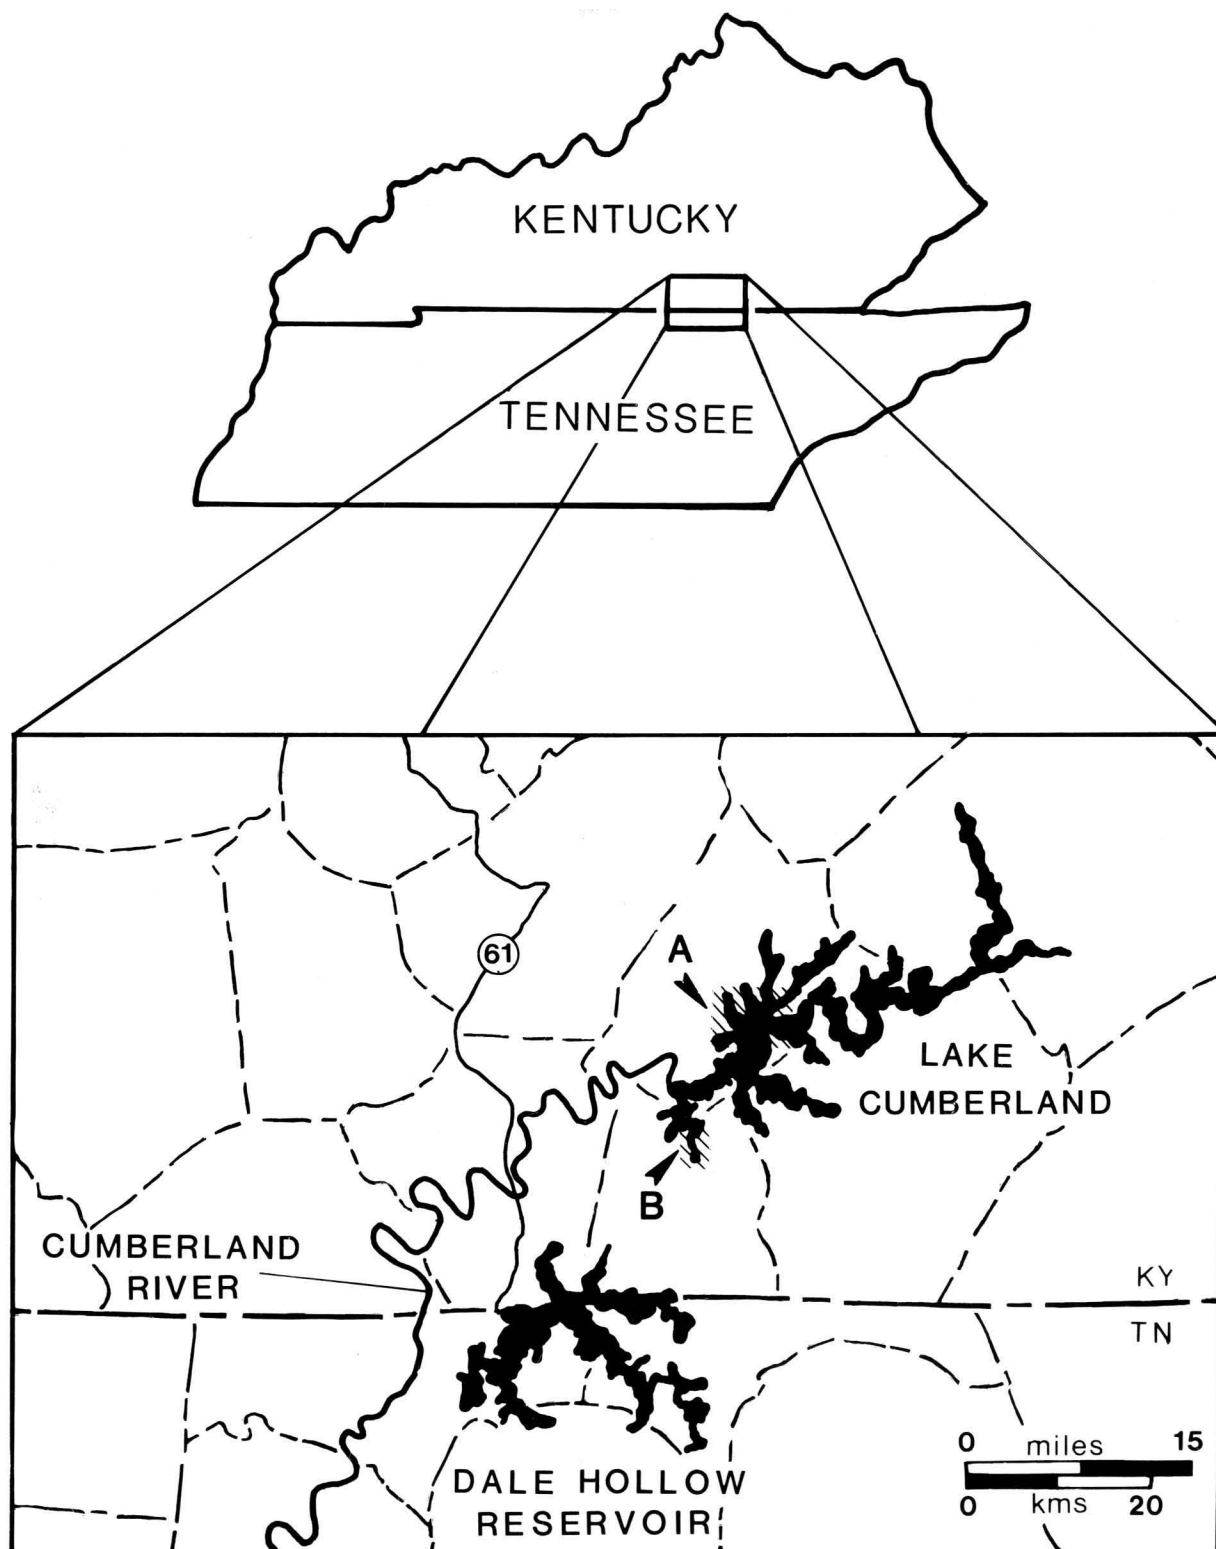 KENTUCKY
TENNESSEE
61
A
LAKE
CUMBERLAND
B
CUMBERLAND
RIVER
KY
TN
0 miles 15
0 kms 20
DALE HOLLOW
RESERVOIR